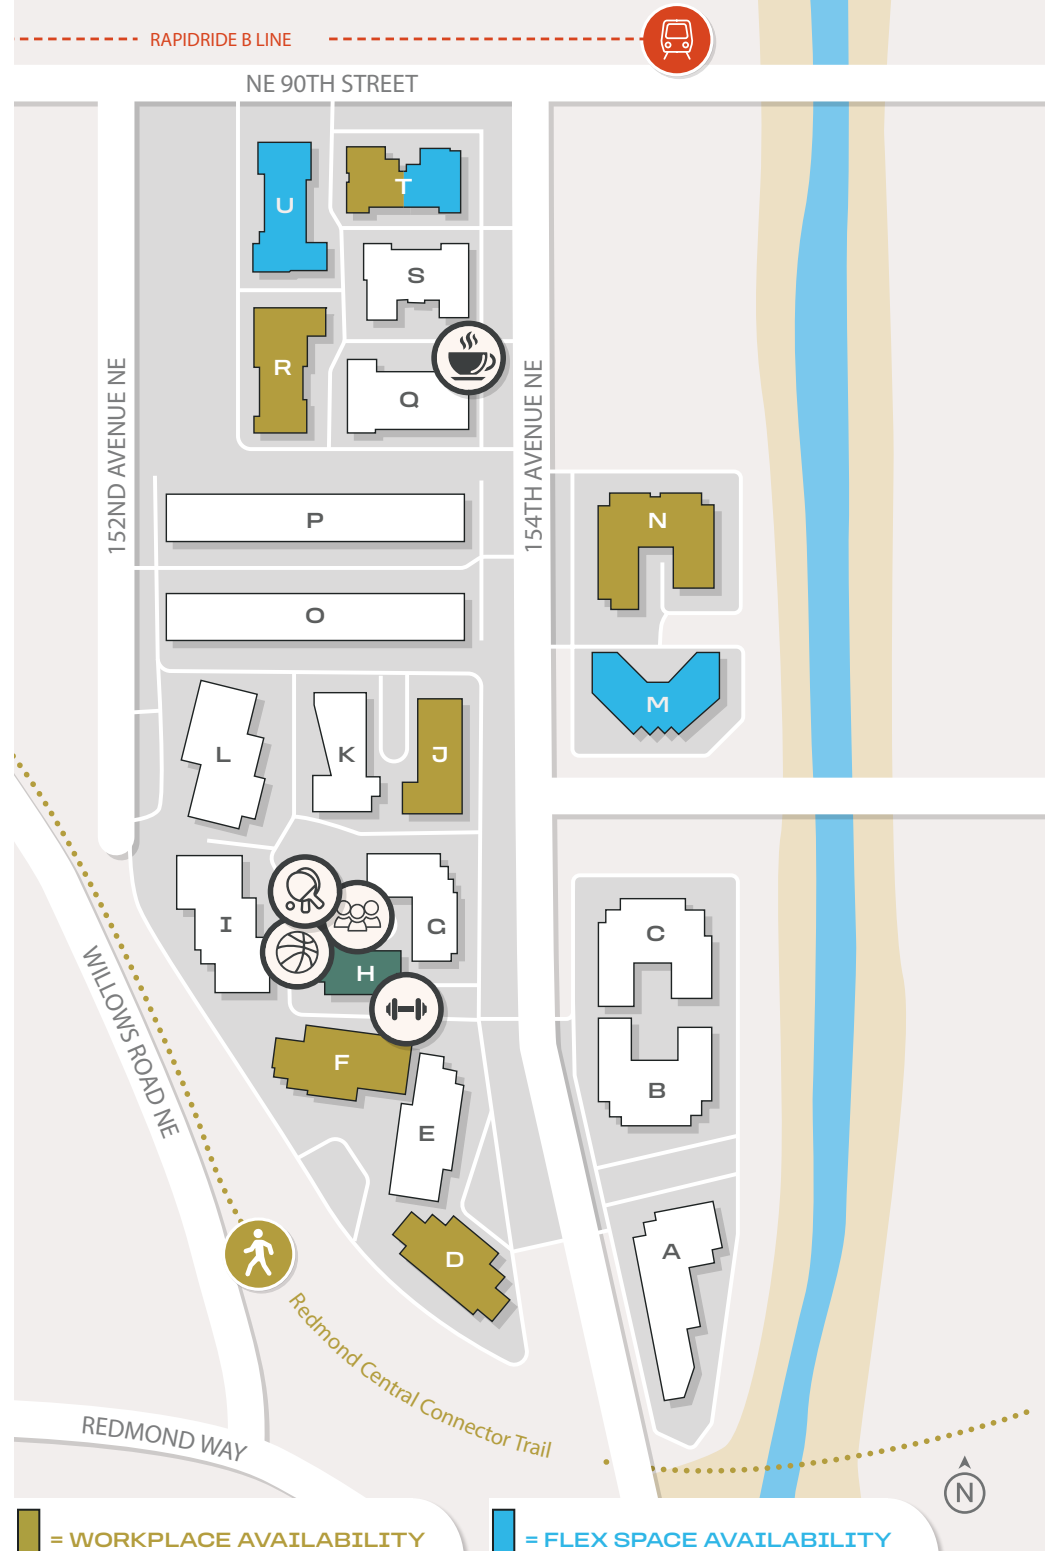 RAPIDRIDE B LINE
NE 90TH STREET
U
T
S
R
Q
152ND AVENUE NE
154TH AVENUE NE
P
N
O
M
L
K
J
I
G
H
C
WILLOWS ROAD NE
F
B
E
A
D
Redmond Central Connector Trail
REDMOND WAY
N
= WORKPLACE AVAILABILITY
= FLEX SPACE AVAILABILITY